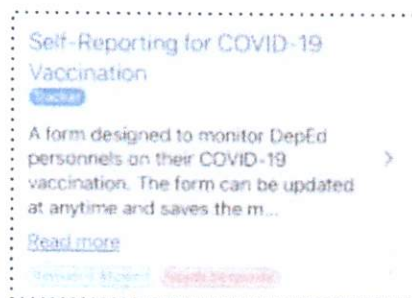 Self-Reporting for COVID-19
Vaccination
Tracker
A form designed to monitor DepEd
personnels on their COVID-19
vaccination. The form can be updated
at anytime and saves the m...
Read more